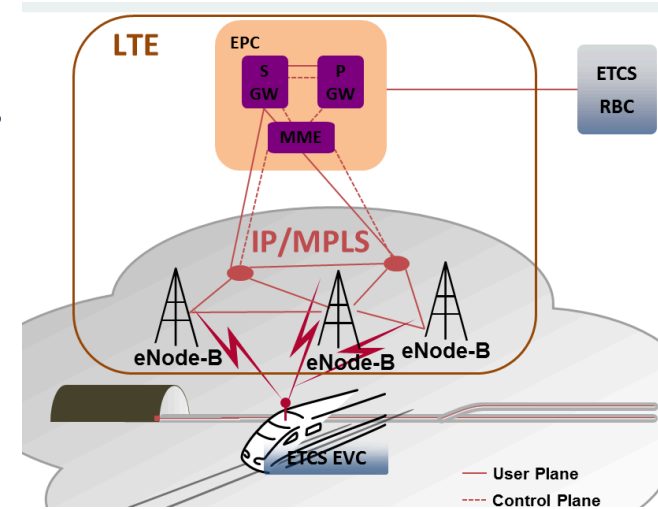 LTE
EPC
S
GW
P
GW
MME
ETCS
RBC
IP/MPLS
eNode-B
eNode-B
eNode-B
ETCS EVC
User Plane
Control Plane